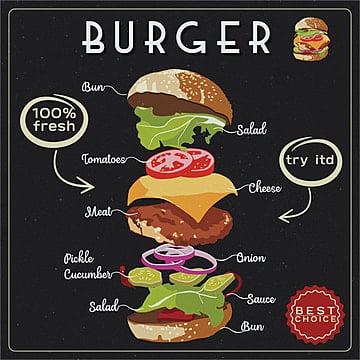 BURGER
Bun
100%
fresh
Salad
Tomatoes
try itd
Cheese
Meat
Pickle
Cucumber
Onion
Salad
Sauce
BEST
CHOICE
Bun